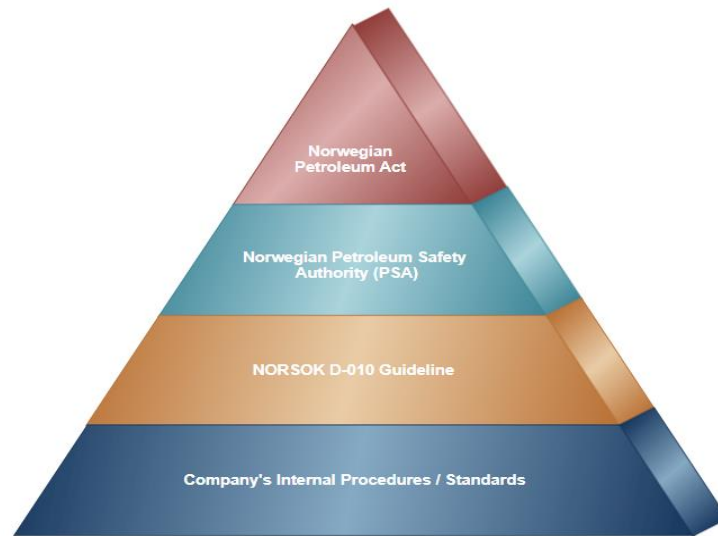 Norwegian
Petroleum Act
Norwegian Petroleum Safety
Authority (PSA)
NORSOK D-010 Guideline
Company's Internal Procedures / Standards